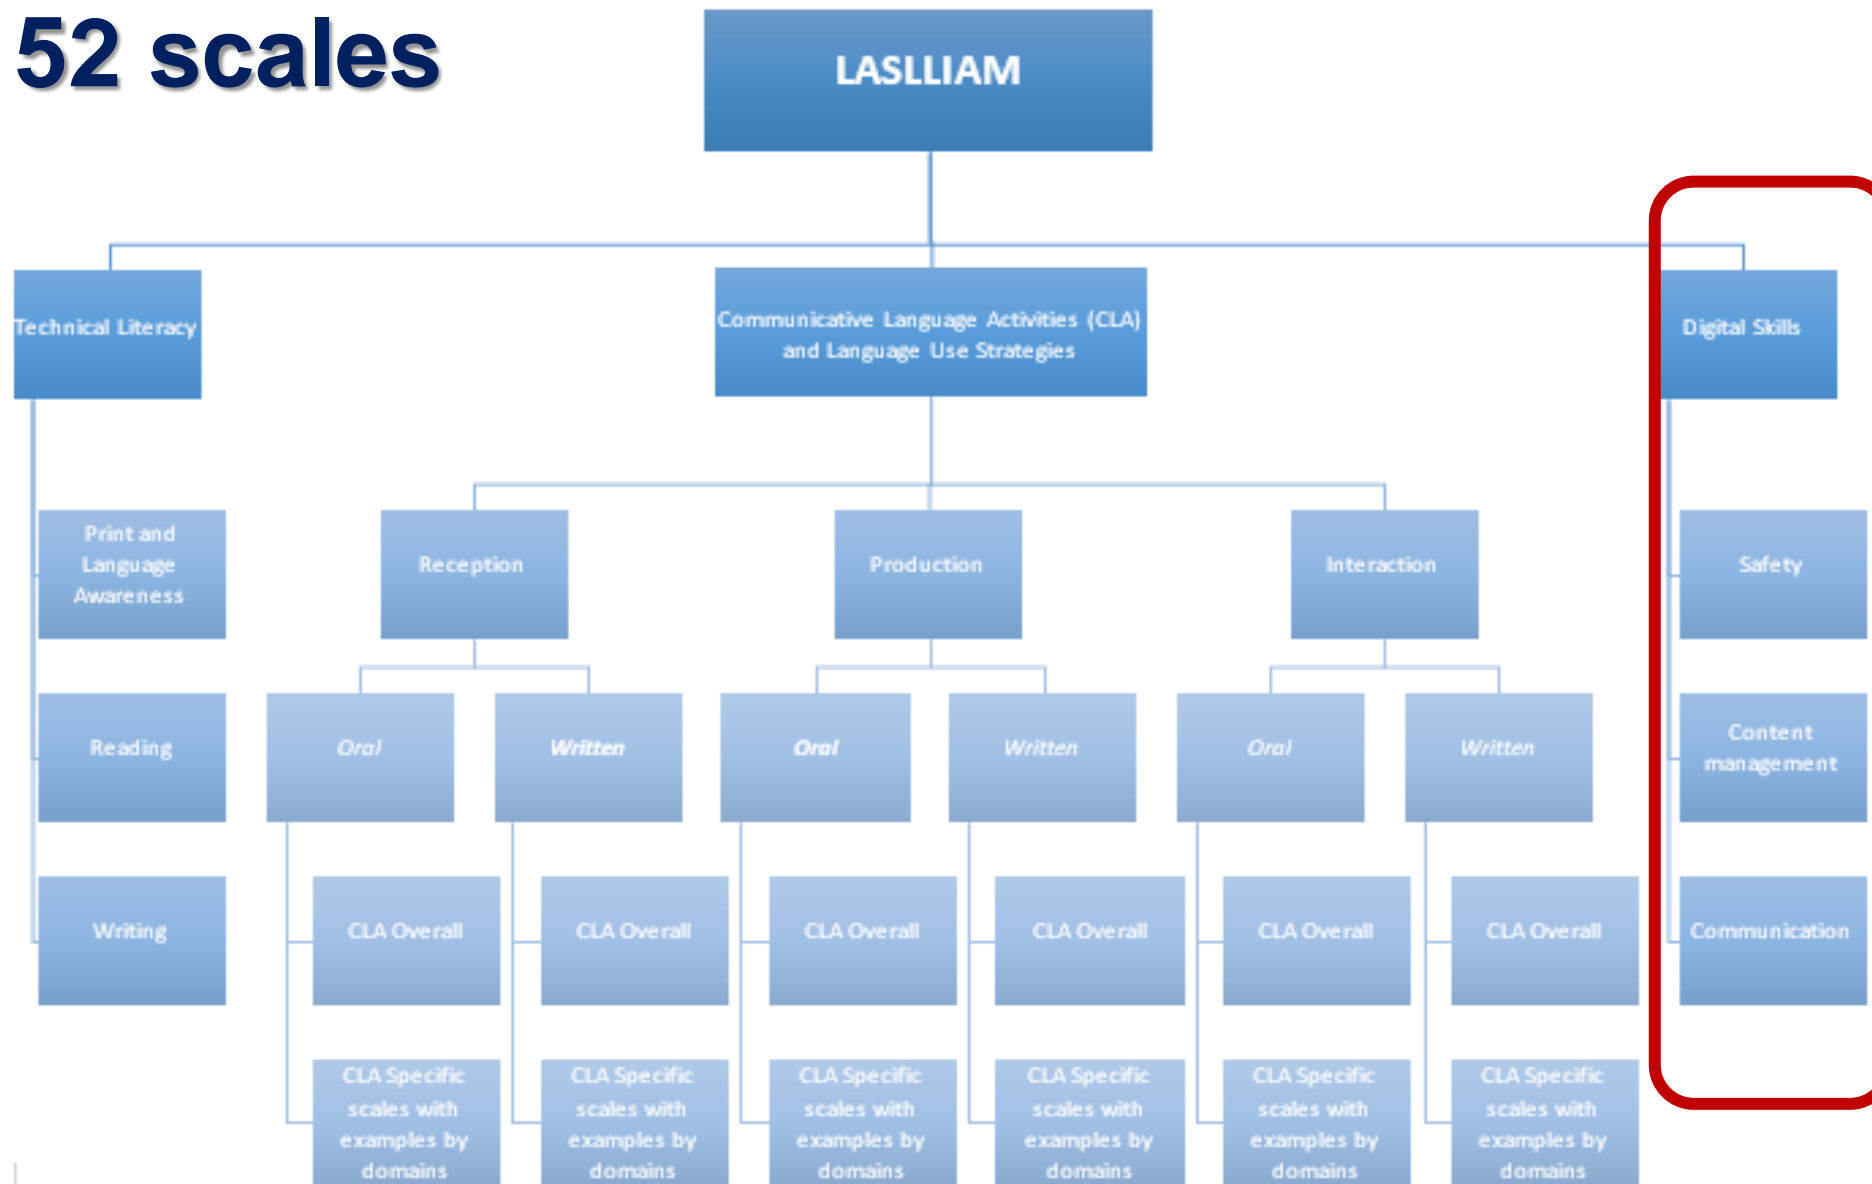 52 scales
LASLLIAM
Technical Literacy
Communicative Language Activities (CLA)
and Language Use Strategies
Digital Skills
Print and
Language
Awareness
Reception
Production
Interaction
Safety
Reading
Oral
Written
Oral
Written
Oral
Written
Content
management
Writing
CLA Overall
CLA Overall
CLA Overall
CLA Overall
CLA Overall
CLA Overall
Communication
CLA Specific
scales with
examples by
domains
CLA Specific
scales with
examples by
domains
CLA Specific
scales with
examples by
domains
CLA Specific
scales with
examples by
domains
CLA Specific
scales with
examples by
domains
CLA Specific
scales with
examples by
domains